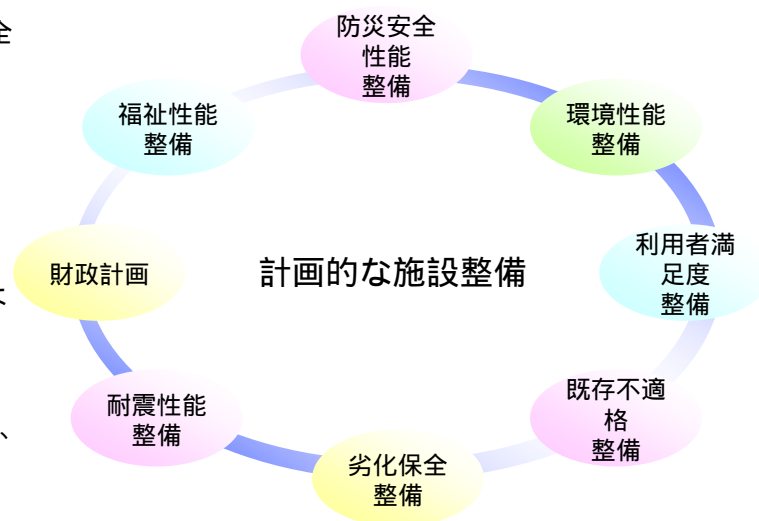 全
防災安全
性能
整備
福祉性能
整備
環境性能
整備
財政計画
計画的な施設整備
利用者満
足度
整備
耐震性能
整備
既存不適
格
整備
、
劣化保全
整備